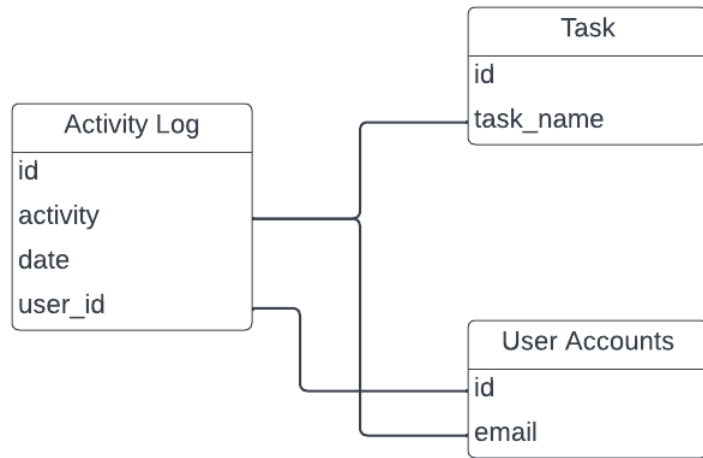 Activity Log
id
activity
date
user_id
Task
id
task_name
User Accounts
id
email